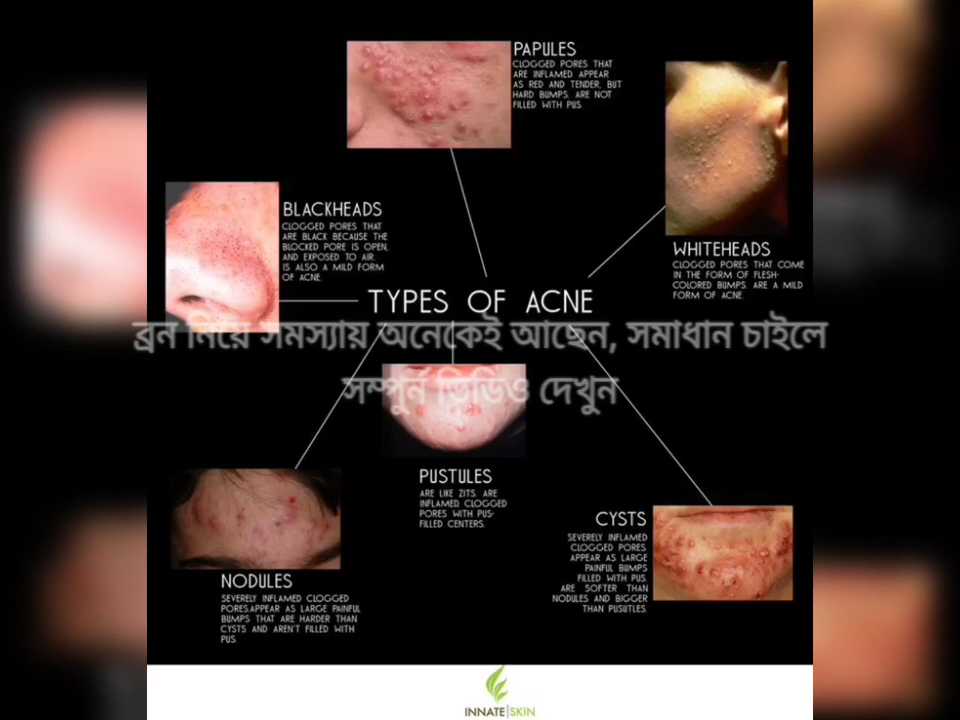 PAPULES
CLOGGED PORES THAT
ARE INFLAMED APPEAR
AS RED AND TENDER, BUT
HARD BUMPS. ARE NOT
FILLED WITH PUS.
BLACKHEADS
CLOGGED PORES THAT
ARE BLACK BECAUSE THE
BLOCKED PORE IS OPEN,
AND EXPOSED TO AIR.
IS ALSO A MILD FORM
OF ACNE.
WHITEHEADS
CLOGGED PORES THAT COME
IN THE FORM OF FLESH-
COLORED BUMPS. ARE A MILD
FORM OF ACNE.
TYPES OF ACNE
ব্রন নিয়ে সমস্যায় অনেকেই আছেন, সমাধান চাইলে
সম্পুর্ন ভিডিও দেখুন
PUSTULES
ARE LIKE ZITS. ARE
INFLAMED CLOGGED
PORES WITH PUS-
FILLED CENTERS.
CYSTS
SEVERELY INFLAMED
CLOGGED PORES.
APPEAR AS LARGE
PAINFUL BUMPS
FILLED WITH PUS.
ARE SOFTER THAN
NODULES AND BIGGER
THAN PUSUTLES.
NODULES
SEVERELY INFLAMED CLOGGED
PORES.APPEAR AS LARGE PAINFUL
BUMPS THAT ARE HARDER THAN
CYSTS AND AREN'T FILLED WITH
PUS.
INNATE|SKIN